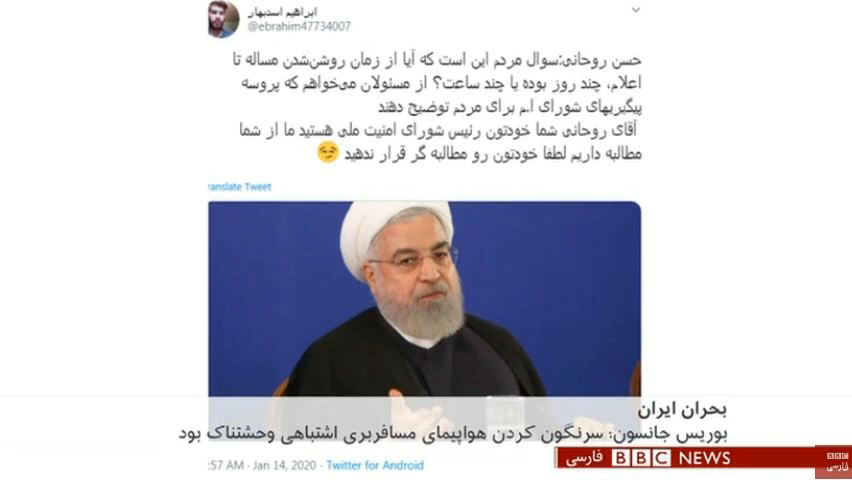 ابراهیم اسدبهار
@ebrahim47734007
حسن روحانی:سوال مردم این است که آیا از زمان روشن‌شدن مساله تا
اعلام، چند روز بوده یا چند ساعت؟ از مسئولان می‌خواهم که پروسه
پیگیریهای شورای ا.م برای مردم توضیح دهند
آقای روحانی شما خودتون رئیس شورای امنیت ملی هستید ما از شما
مطالبه داریم لطفا خودتون رو مطالبه گر قرار ندهید 😏
ranslate Tweet
بحران ایران
بوریس جانسون: سرنگون کردن هواپیمای مسافربری اشتباهی وحشتناک بود
:57 AM · Jan 14, 2020 · Twitter for Android
BBC NEWS فارسی
BBC
فارسی